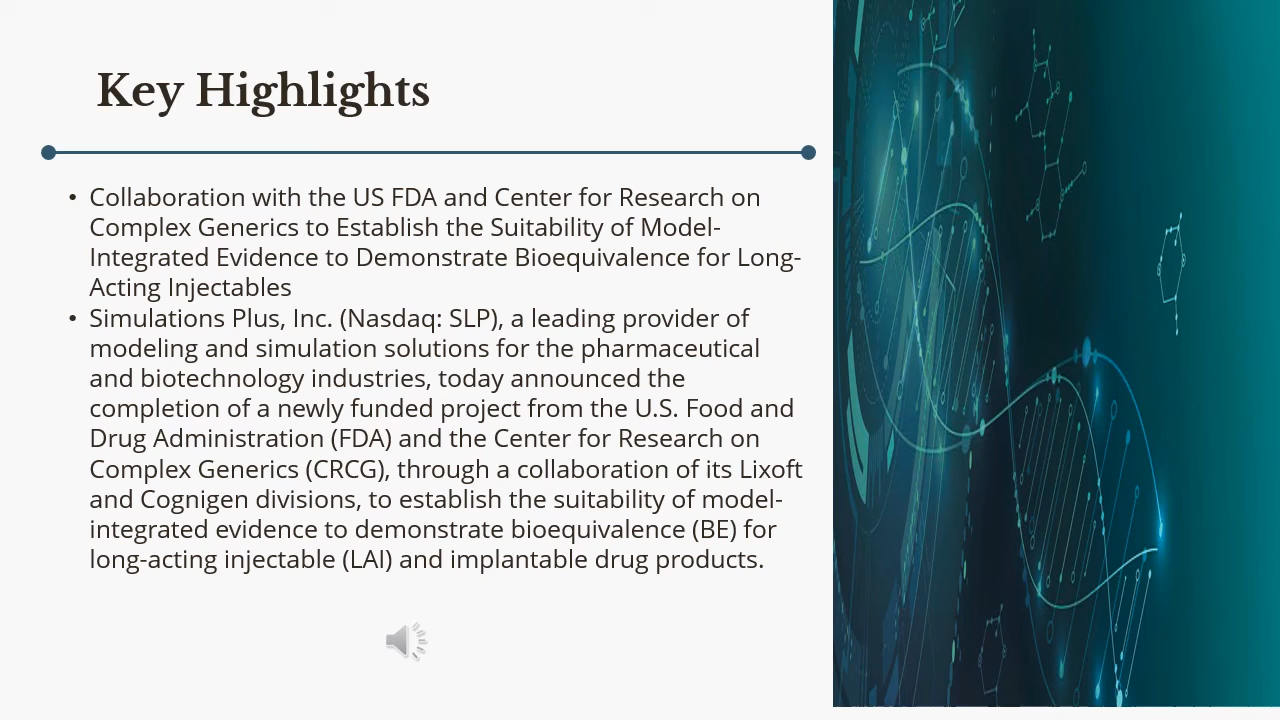 Key Highlights
• Collaboration with the US FDA and Center for Research on
Complex Generics to Establish the Suitability of Model-
Integrated Evidence to Demonstrate Bioequivalence for Long-
Acting Injectables
• Simulations Plus, Inc. (Nasdaq: SLP), a leading provider of
modeling and simulation solutions for the pharmaceutical
and biotechnology industries, today announced the
completion of a newly funded project from the U.S. Food and
Drug Administration (FDA) and the Center for Research on
Complex Generics (CRCG), through a collaboration of its Lixoft
and Cognigen divisions, to establish the suitability of model-
integrated evidence to demonstrate bioequivalence (BE) for
long-acting injectable (LAI) and implantable drug products.